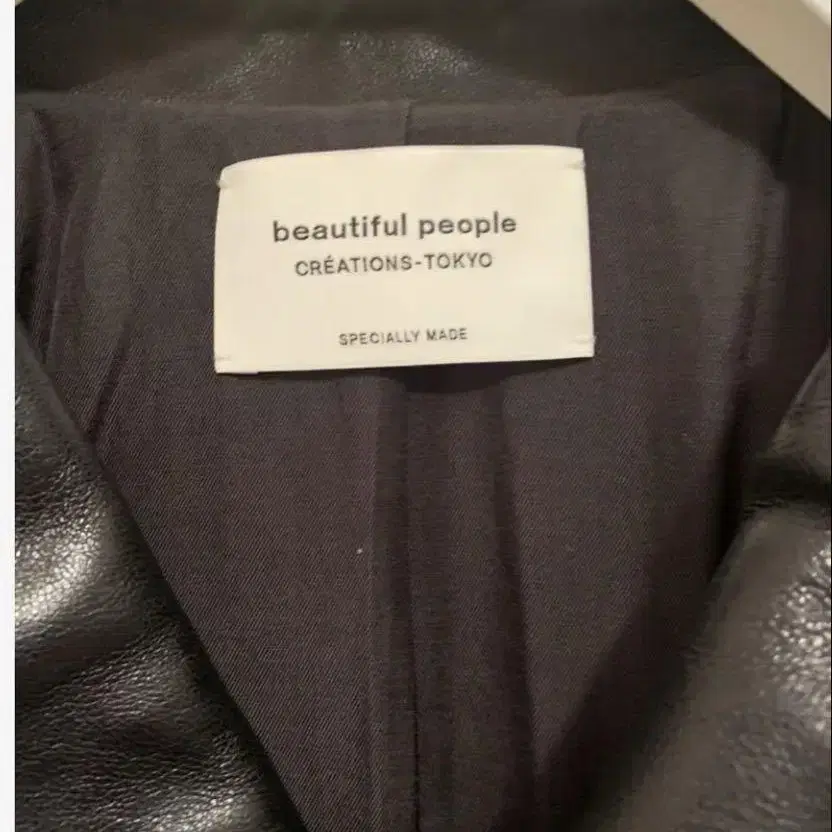 beautiful people
CRÉATIONS-TOKYO
SPECIALLY MADE